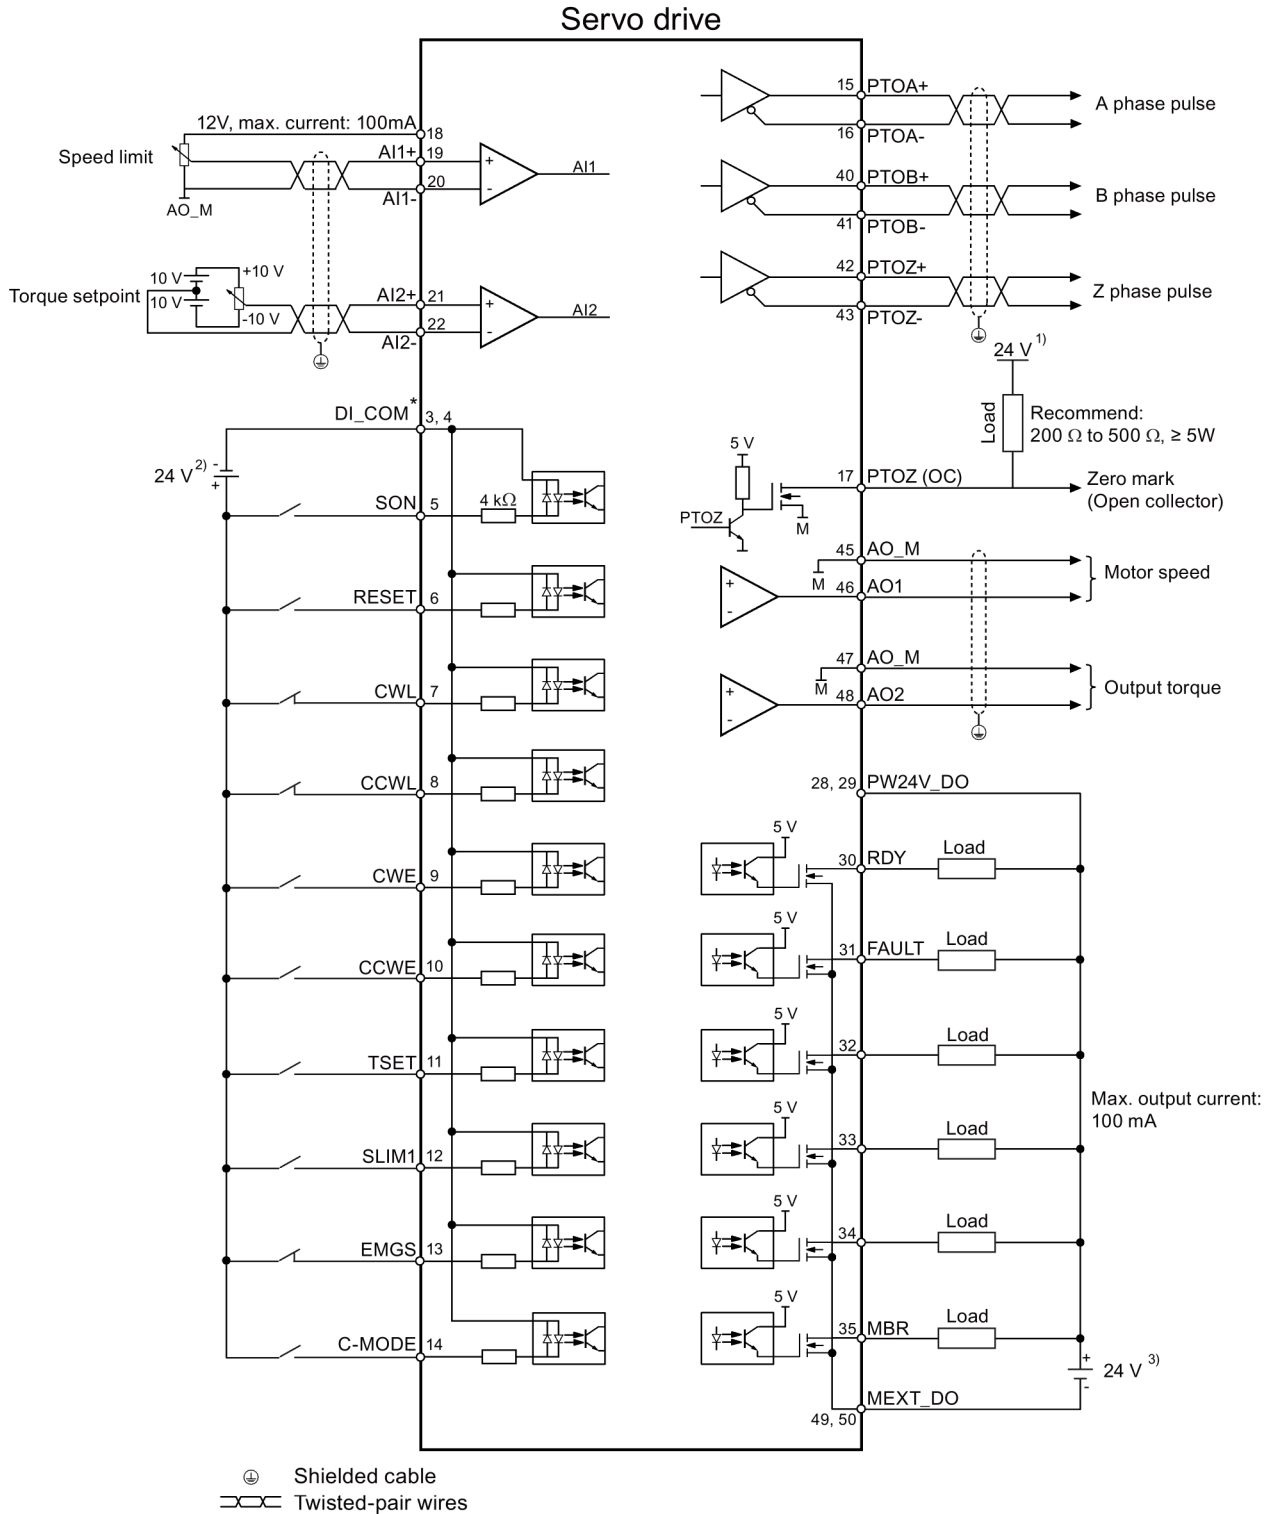 Servo drive
12V, max. current: 100mA
18
Speed limit
AI1+
19
+
-
AI1
20
AI1-
AO_M
10 V
+10 V
Torque setpoint
10 V
-10 V
AI2+
21
+
-
AI2
22
AI2-
DI_COM*
3, 4
24 V 2)
-
+
SON
5
4 kΩ
RESET
6
CWL
7
CCWL
8
CWE
9
CCWE
10
TSET
11
SLIM1
12
EMGS
13
C-MODE
14
15
PTOA+
A phase pulse
16
PTOA-
40
PTOB+
B phase pulse
41
PTOB-
42
PTOZ+
Z phase pulse
43
PTOZ-
24 V 1)
Load
Recommend:
200 Ω to 500 Ω, ≥ 5W
5 V
17
PTOZ (OC)
Zero mark
(Open collector)
PTOZ
M
45
AO_M
M
Motor speed
+
-
46
AO1
47
AO_M
M
Output torque
+
-
48
AO2
28, 29
PW24V_DO
5 V
30
RDY
Load
5 V
31
FAULT
Load
5 V
32
Load
Max. output current:
100 mA
5 V
33
Load
5 V
34
Load
5 V
35
MBR
Load
+
24 V 3)
-
MEXT_DO
49, 50
Shielded cable
Twisted-pair wires